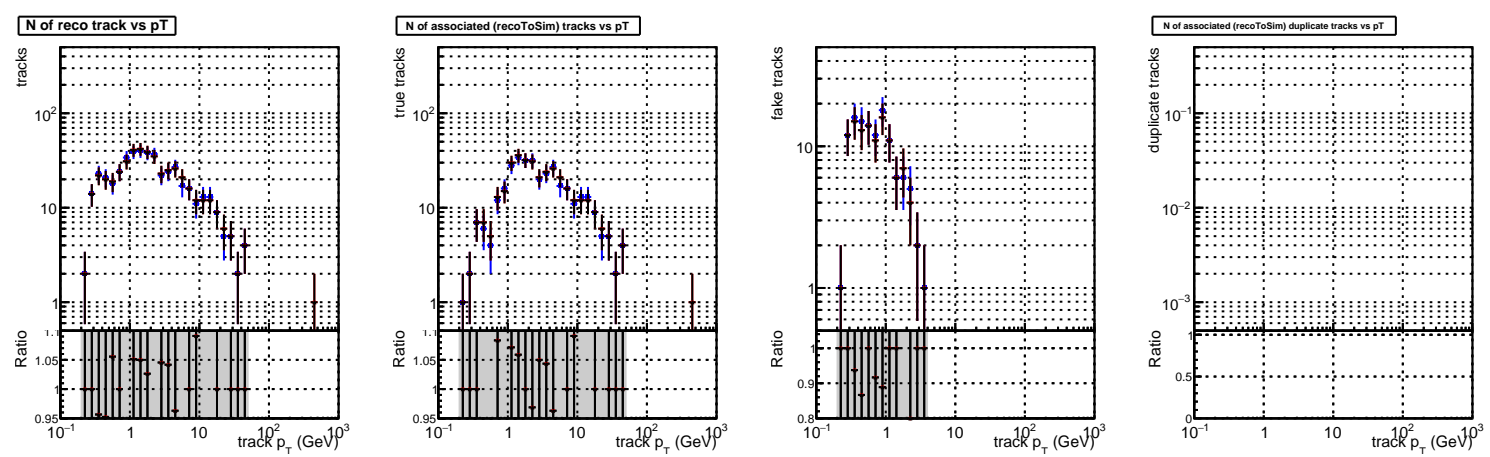 N of reco track vs pT
tracks
10²
10
1
Ratio
1.1
1.05
1
0.95
10⁻¹ 1 10 10² 10³
track p_T (GeV)
N of associated (recoToSim) tracks vs pT
true tracks
10²
10
1
Ratio
1.1
1.05
1
0.95
10⁻¹ 1 10 10² 10³
track p_T (GeV)
fake tracks
10
1
Ratio
1
0.9
0.8
10⁻¹ 1 10 10² 10³
track p_T (GeV)
N of associated (recoToSim) duplicate tracks vs pT
duplicate tracks
10⁻¹
10⁻²
10⁻³
Ratio
1
0.5
0
10⁻¹ 1 10 10² 10³
track p_T (GeV)